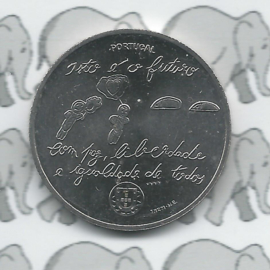 PORTUGAL
Isto é o futuro
Com paz, liberdade
e igualdade de todos